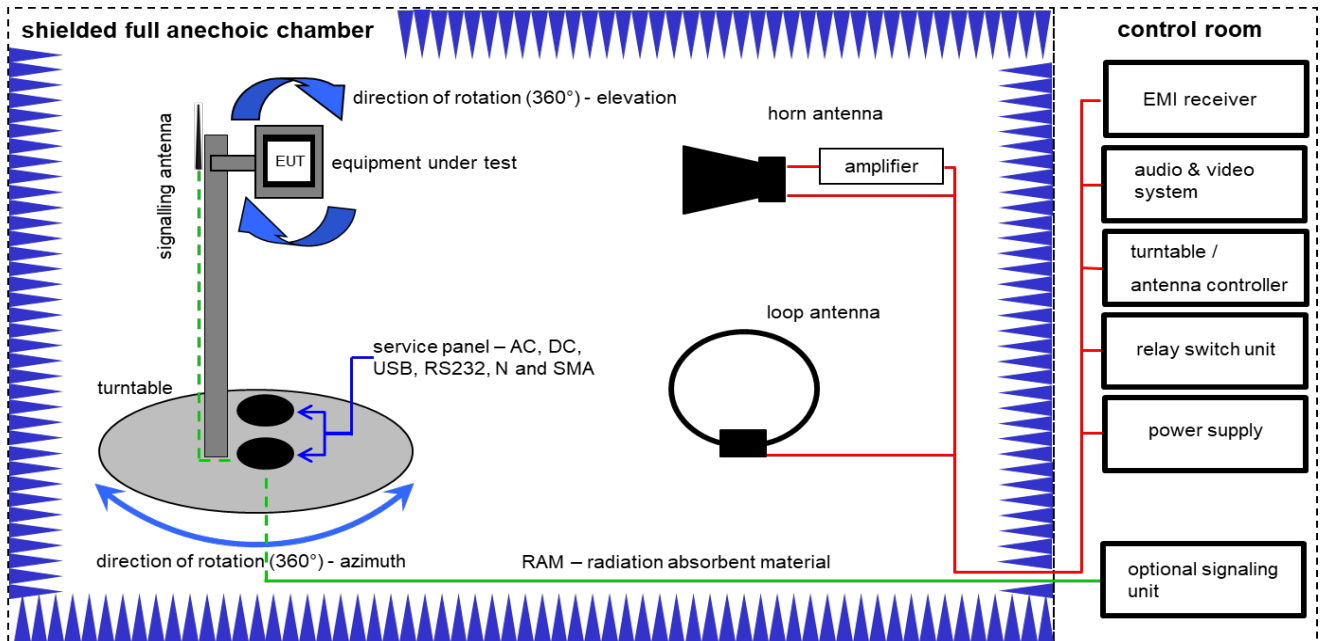 shielded full anechoic chamber
control room
direction of rotation (360°) - elevation
signalling antenna
EUT
equipment under test
horn antenna
amplifier
EMI receiver
audio & video
system
turntable /
antenna controller
loop antenna
service panel – AC, DC,
USB, RS232, N and SMA
turntable
relay switch unit
power supply
direction of rotation (360°) - azimuth
RAM – radiation absorbent material
optional signaling
unit